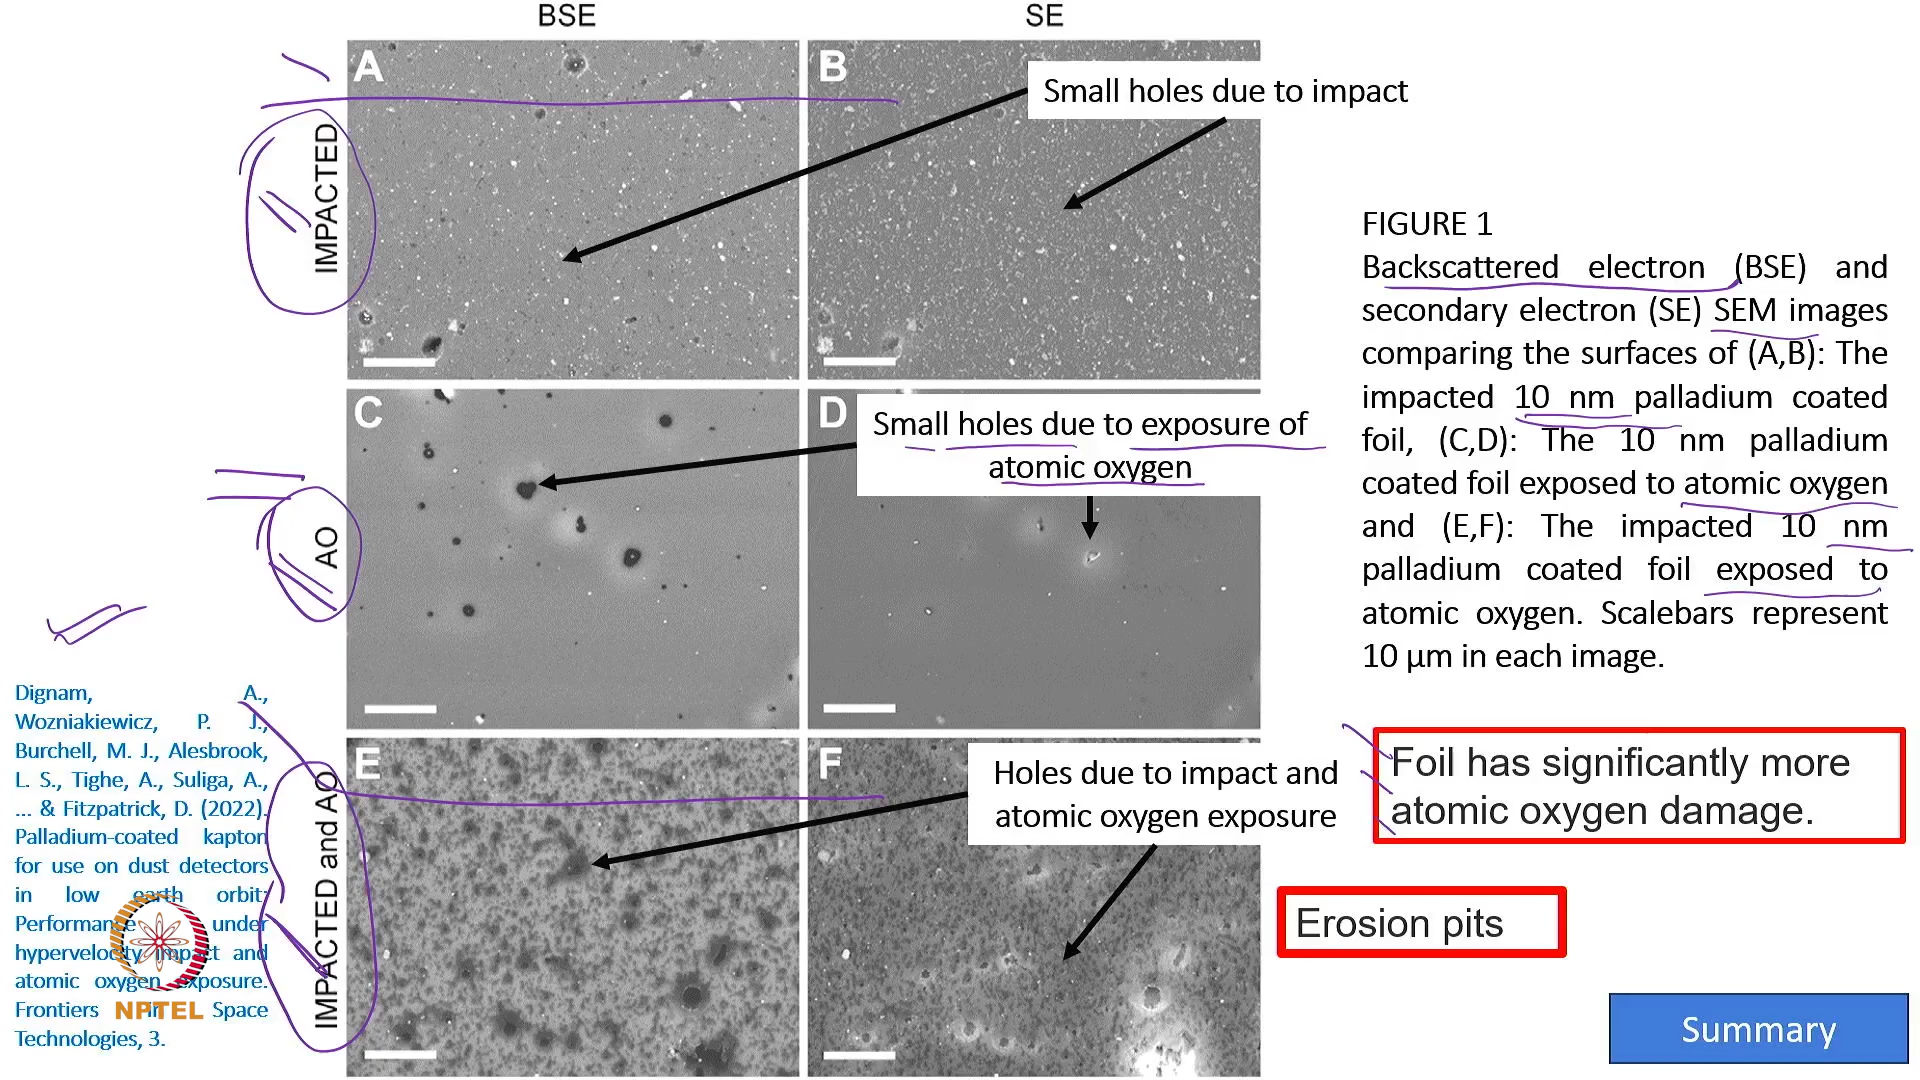 BSE
SE
A
B
Small holes due to impact
IMPACTED
FIGURE 1
Backscattered electron (BSE) and
secondary electron (SE) SEM images
comparing the surfaces of (A,B): The
impacted 10 nm palladium coated
foil, (C,D): The 10 nm palladium
coated foil exposed to atomic oxygen
and (E,F): The impacted 10 nm
palladium coated foil exposed to
atomic oxygen. Scalebars represent
10 µm in each image.
C
D
Small holes due to exposure of
atomic oxygen
AO
Dignam, A.,
Wozniakiewicz, P. J.,
Burchell, M. J., Alesbrook,
L. S., Tighe, A., Suliga, A.,
... & Fitzpatrick, D. (2022).
Palladium-coated kapton
for use on dust detectors
in low earth orbit:
Performance under
hypervelocity impact and
atomic oxygen exposure.
Frontiers in Space
Technologies, 3.
NPTEL
E
F
Holes due to impact and
atomic oxygen exposure
IMPACTED and AO
Foil has significantly more
atomic oxygen damage.
Erosion pits
Summary